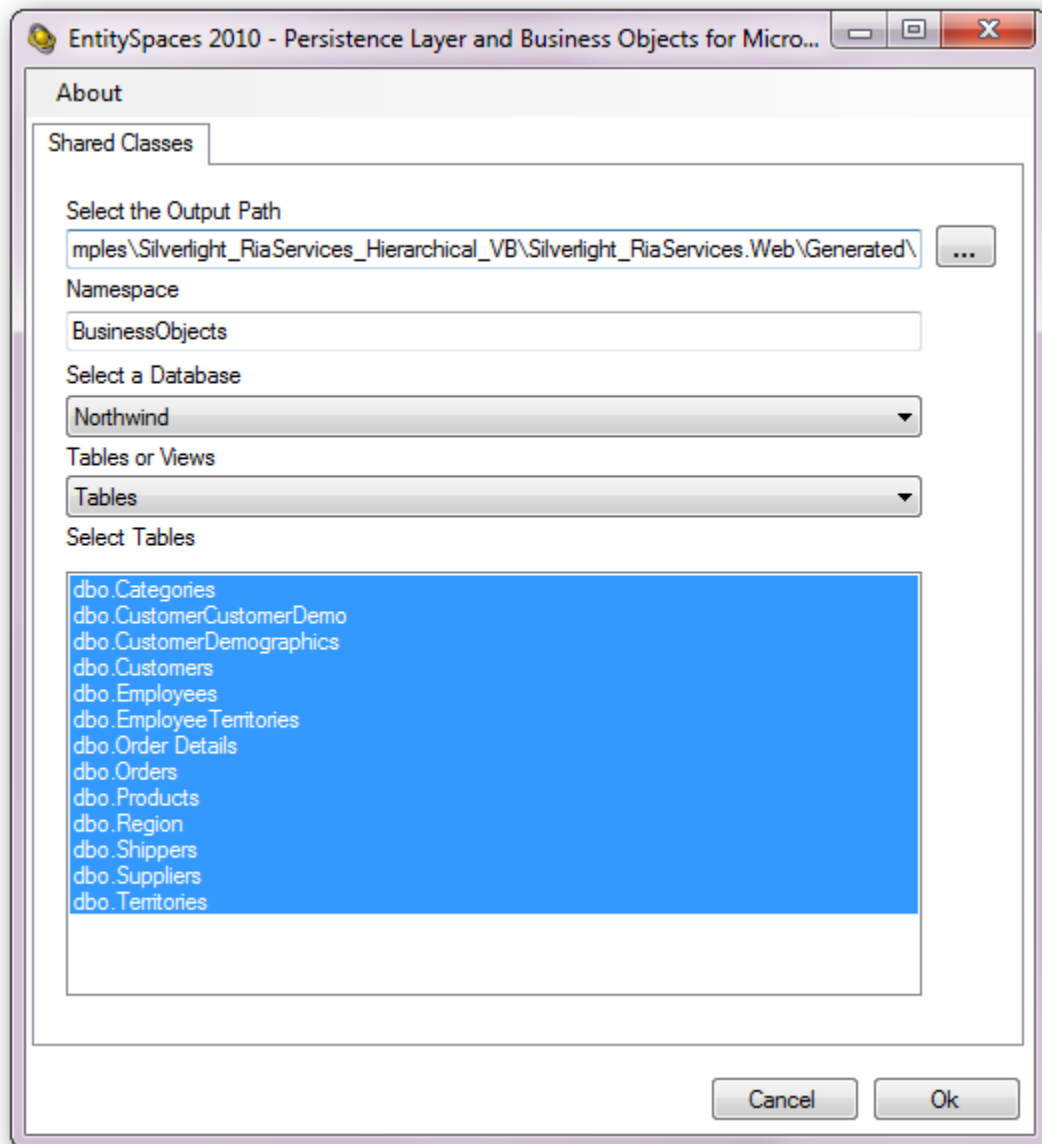 EntitySpaces 2010 - Persistence Layer and Business Objects for Micro...
About
Shared Classes
Select the Output Path
mples\Silverlight_RiaServices_Hierarchical_VB\Silverlight_RiaServices.Web\Generated\
...
Namespace
BusinessObjects
Select a Database
Northwind
Tables or Views
Tables
Select Tables
dbo.Categories
dbo.CustomerCustomerDemo
dbo.CustomerDemographics
dbo.Customers
dbo.Employees
dbo.EmployeeTerritories
dbo.Order Details
dbo.Orders
dbo.Products
dbo.Region
dbo.Shippers
dbo.Suppliers
dbo.Territories
Cancel
Ok